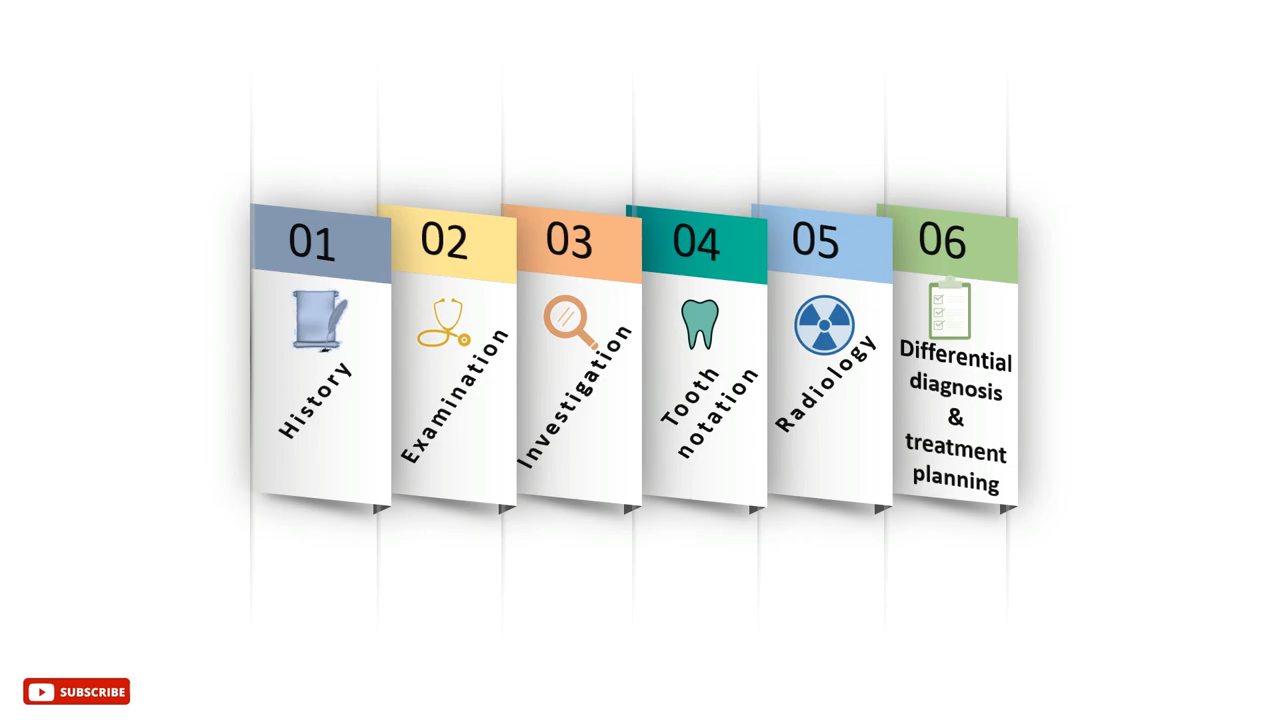 01
History
02
Examination
03
Investigation
04
Tooth
notation
05
Radiology
06
Differential
diagnosis
&
treatment
planning
SUBSCRIBE